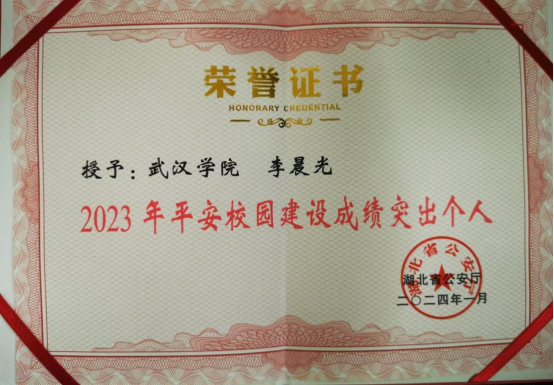 荣誉证书
HONORARY CREDENTIAL
授予：武汉学院 李晨光
2023年平安校园建设成绩突出个人
湖北省公安厅
湖北省公安厅
二〇二四年一月